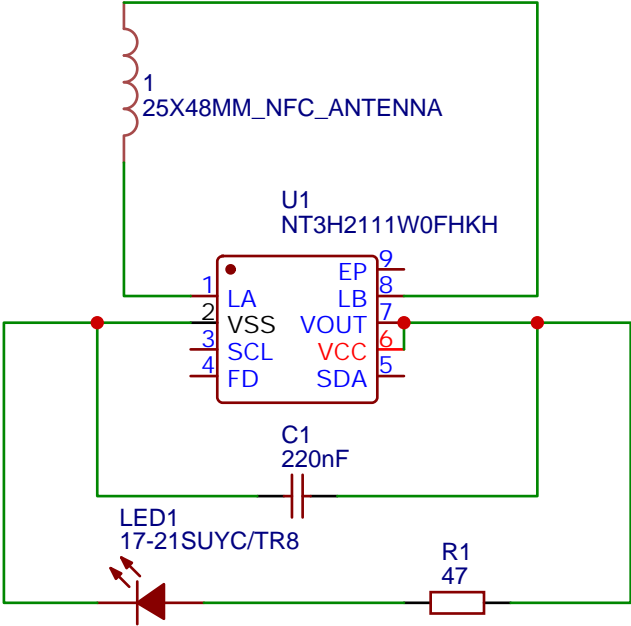 1
25X48MM_NFC_ANTENNA
U1
NT3H2111W0FHKH
EP 9
1 LA LB 8
2 VSS VOUT 7
3 SCL VCC 6
4 FD SDA 5
C1
220nF
LED1
17-21SUYC/TR8
R1
47